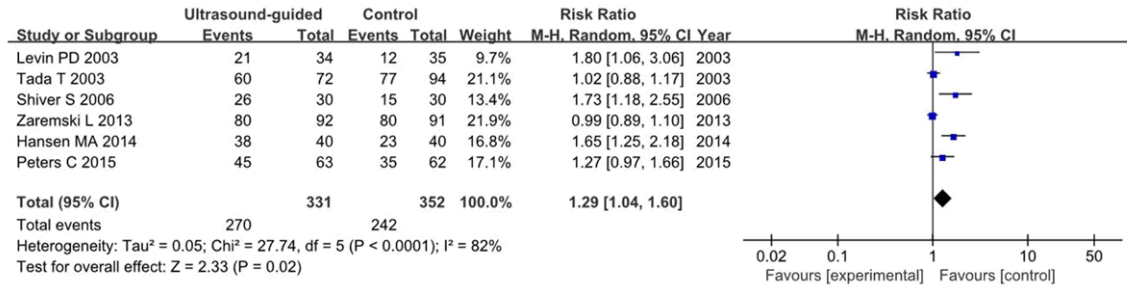 Ultrasound-guided Control Risk Ratio Risk Ratio
Study or Subgroup Events Total Events Total Weight M-H, Random, 95% CI Year M-H, Random, 95% CI
Levin PD 2003 21 34 12 35 9.7% 1.80 [1.06, 3.06] 2003
Tada T 2003 60 72 77 94 21.1% 1.02 [0.88, 1.17] 2003
Shiver S 2006 26 30 15 30 13.4% 1.73 [1.18, 2.55] 2006
Zaremski L 2013 80 92 80 91 21.9% 0.99 [0.89, 1.10] 2013
Hansen MA 2014 38 40 23 40 16.8% 1.65 [1.25, 2.18] 2014
Peters C 2015 45 63 35 62 17.1% 1.27 [0.97, 1.66] 2015
Total (95% CI) 331 352 100.0% 1.29 [1.04, 1.60]
Total events 270 242
Heterogeneity: Tau² = 0.05; Chi² = 27.74, df = 5 (P < 0.0001); I² = 82%
Test for overall effect: Z = 2.33 (P = 0.02)
0.02 0.1 1 10 50
Favours [experimental] Favours [control]